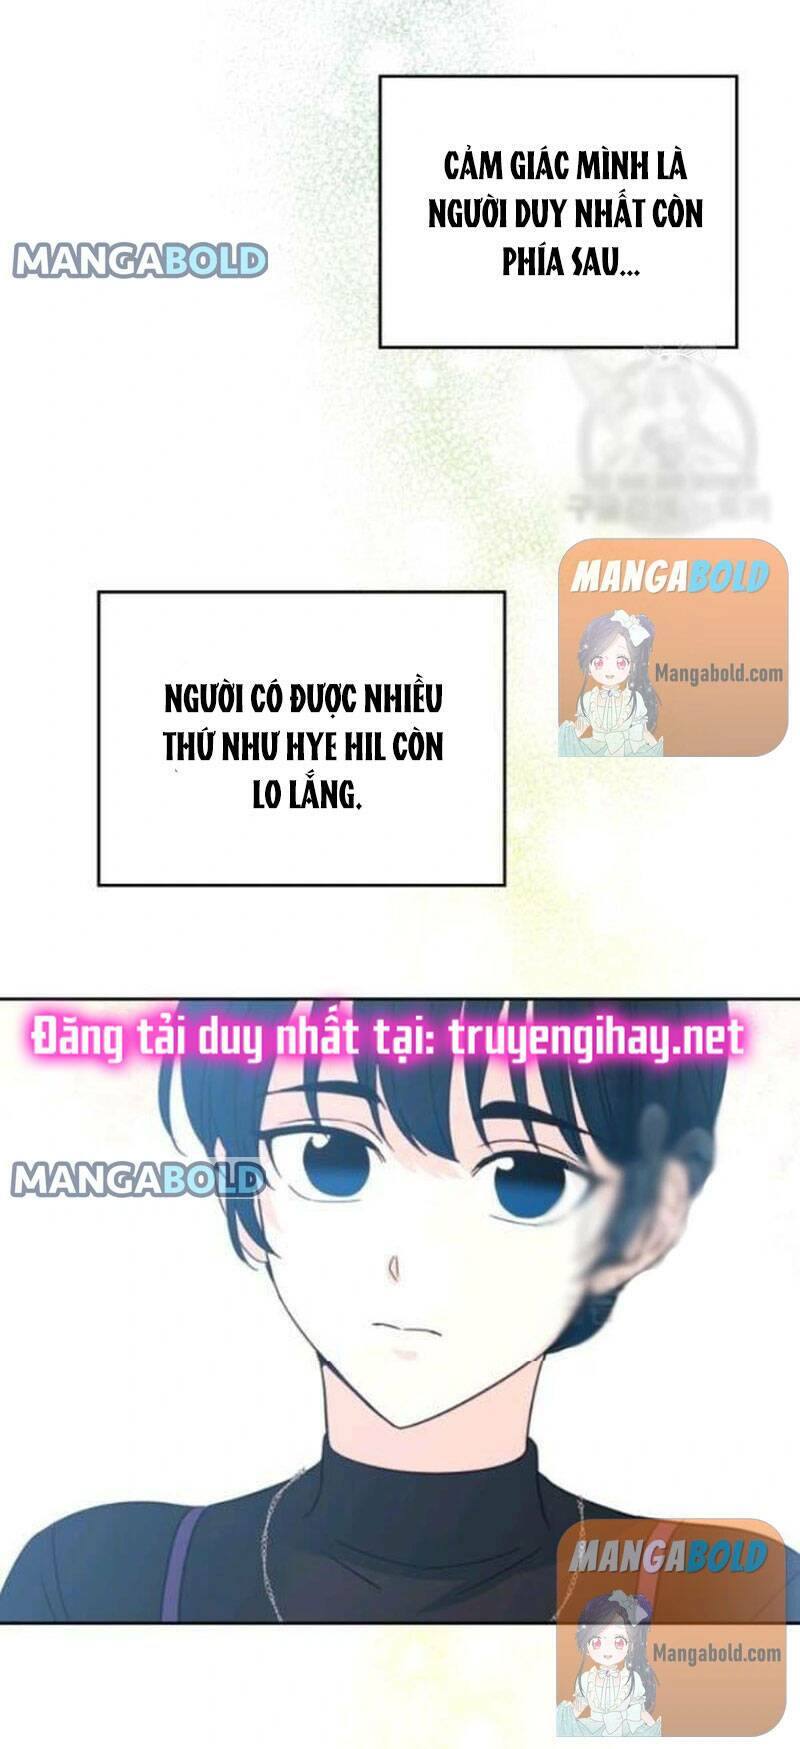 CẢM GIÁC MÌNH LÀ
NGƯỜI DUY NHẤT CÒN
PHÍA SAU...
MANGABOLD
MANGABOLD
Mangabold.com
NGƯỜI CÓ ĐƯỢC NHIỀU
THỨ NHƯ HYE HIL CÒN
LO LẮNG.
Đăng tải duy nhất tại: truyengihay.net
MANGABOLD
MANGABOLD
Mangabold.com